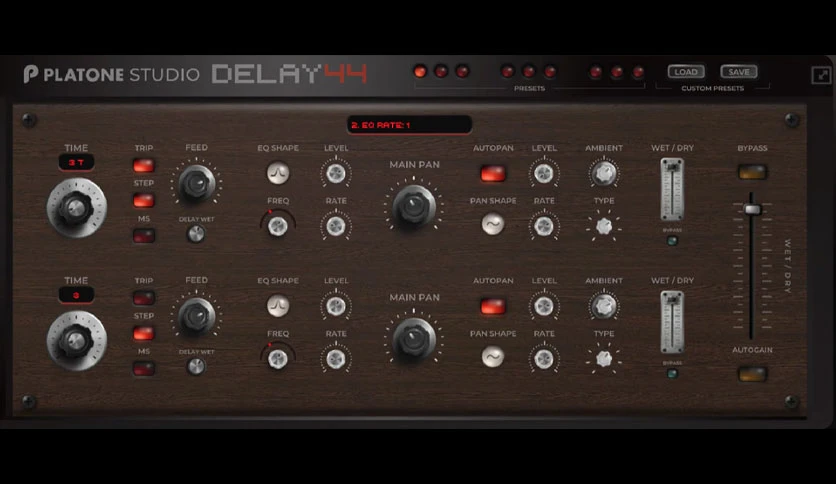 PLATONE STUDIO DELAY44
LOAD SAVE
PRESETS CUSTOM PRESETS
2. EQ RATE: 1
TIME TRIP FEED EQ SHAPE LEVEL MAIN PAN AUTOPAN LEVEL AMBIENT WET / DRY BYPASS
3 T
STEP FREQ RATE PAN SHAPE RATE TYPE
MS DELAY WET BYPASS
WET / DRY
TIME TRIP FEED EQ SHAPE LEVEL MAIN PAN AUTOPAN LEVEL AMBIENT WET / DRY
3
STEP FREQ RATE PAN SHAPE RATE TYPE
MS DELAY WET BYPASS AUTOGAIN